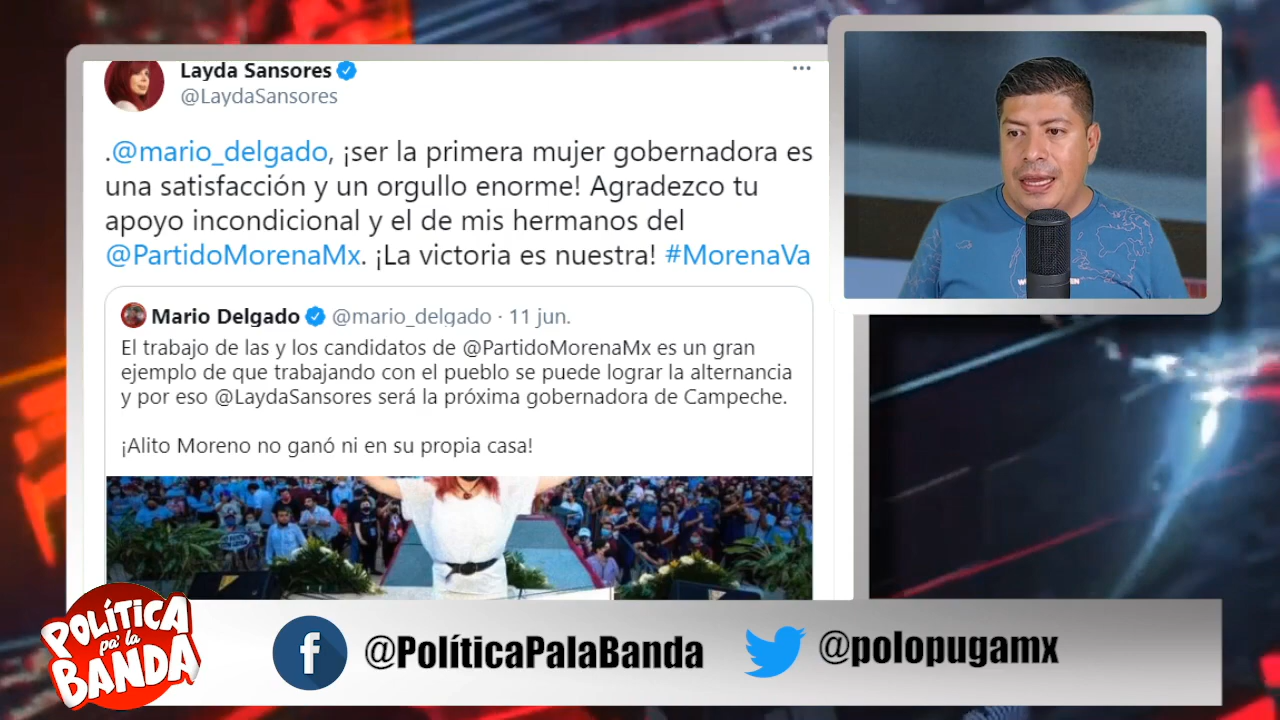 Layda Sansores
@LaydaSansores
.@mario_delgado, ¡ser la primera mujer gobernadora es
una satisfacción y un orgullo enorme! Agradezco tu
apoyo incondicional y el de mis hermanos del
@PartidoMorenaMx. ¡La victoria es nuestra! #MorenaVa
Mario Delgado @mario_delgado · 11 jun.
El trabajo de las y los candidatos de @PartidoMorenaMx es un gran
ejemplo de que trabajando con el pueblo se puede lograr la alternancia
y por eso @LaydaSansores será la próxima gobernadora de Campeche.
¡Alito Moreno no ganó ni en su propia casa!
POLÍTICA
pa' la
BANDA
@PolíticaPalaBanda
@polopugamx